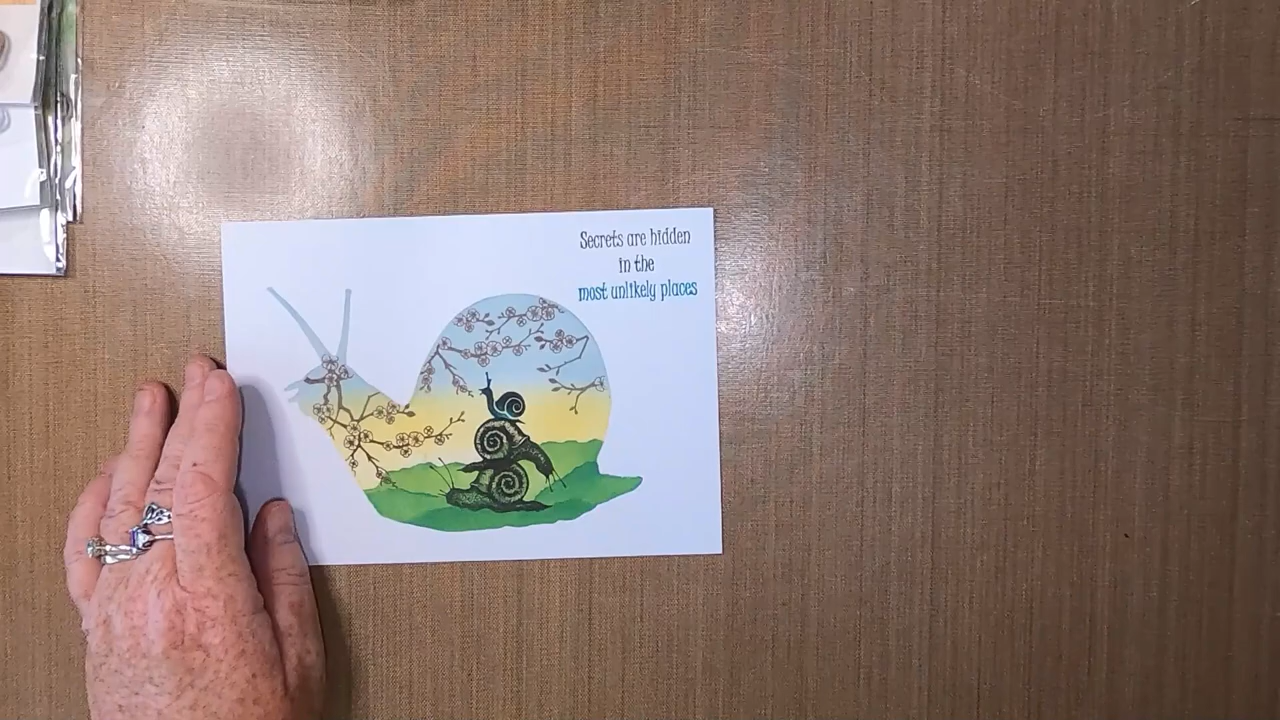 Secrets are hidden
in the
most unlikely places